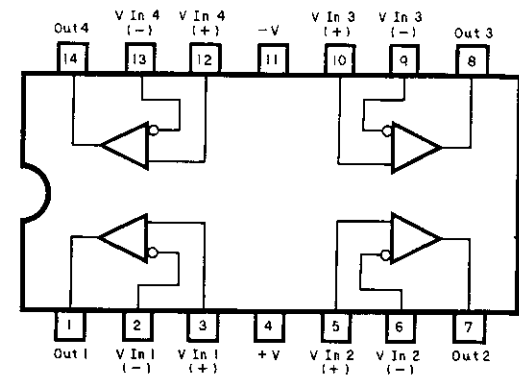 Out 4 V In 4 V In 4 -V V In 3 V In 3 Out 3
(-) (+) (+) (-)
14 13 12 11 10 9 8
1 2 3 4 5 6 7
Out 1 V In 1 V In 1 +V V In 2 V In 2 Out 2
(-) (+) (+) (-)